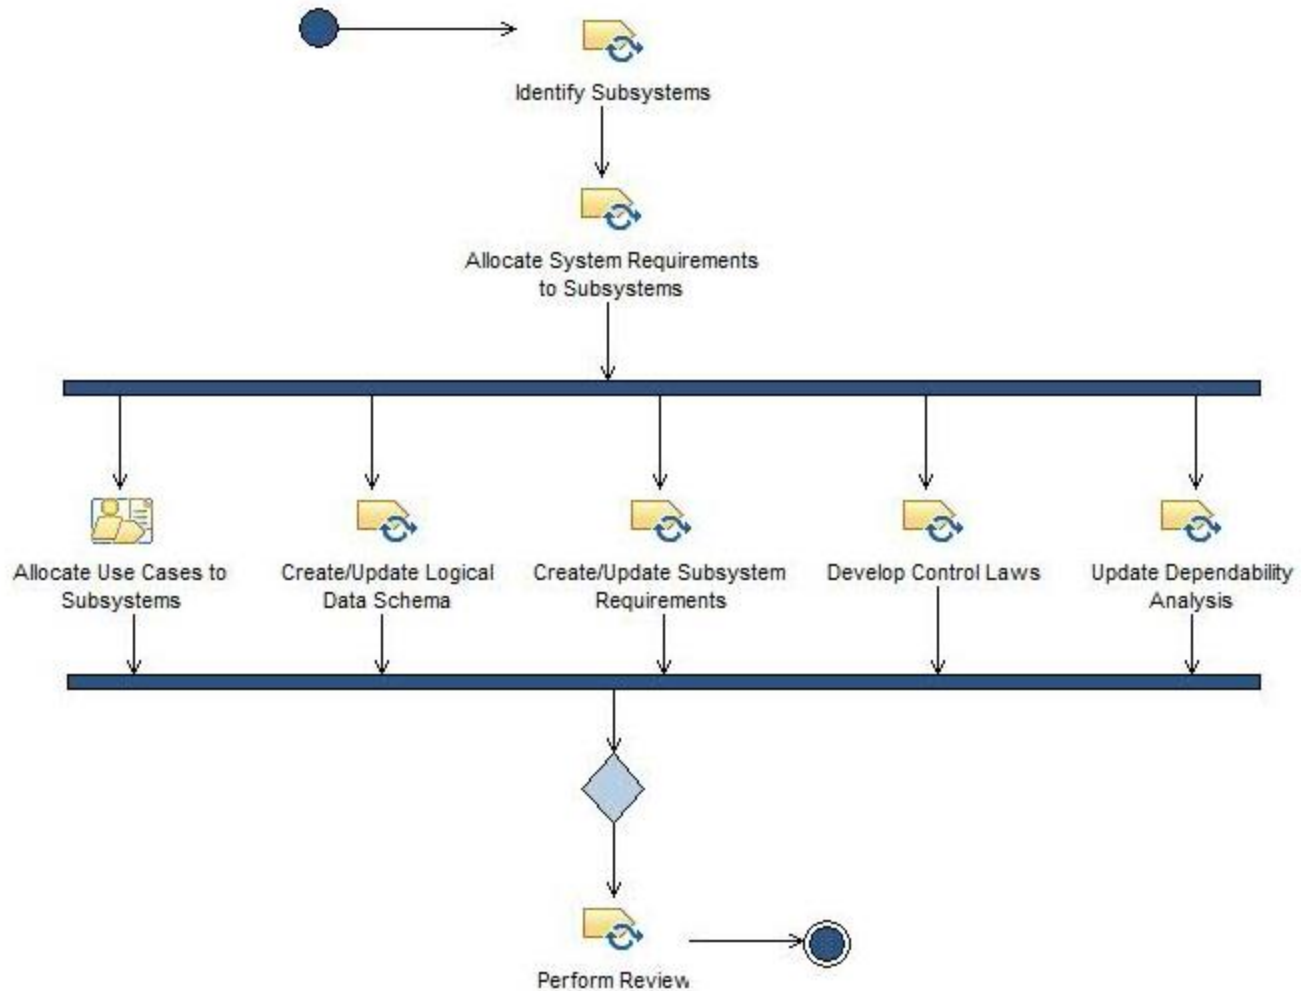 Identify Subsystems
Allocate System Requirements
to Subsystems
Allocate Use Cases to
Subsystems
Create/Update Logical
Data Schema
Create/Update Subsystem
Requirements
Develop Control Laws
Update Dependability
Analysis
Perform Review